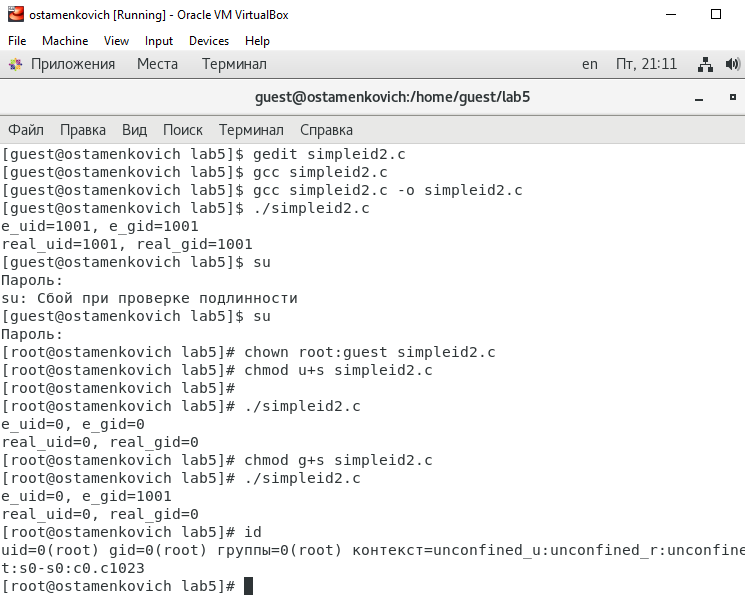 ostamenkovich [Running] - Oracle VM VirtualBox
File Machine View Input Devices Help
Приложения Места Терминал en Пт, 21:11
guest@ostamenkovich:/home/guest/lab5
Файл Правка Вид Поиск Терминал Справка
[guest@ostamenkovich lab5]$ gedit simpleid2.c
[guest@ostamenkovich lab5]$ gcc simpleid2.c
[guest@ostamenkovich lab5]$ gcc simpleid2.c -o simpleid2.c
[guest@ostamenkovich lab5]$ ./simpleid2.c
e_uid=1001, e_gid=1001
real_uid=1001, real_gid=1001
[guest@ostamenkovich lab5]$ su
Пароль:
su: Сбой при проверке подлинности
[guest@ostamenkovich lab5]$ su
Пароль:
[root@ostamenkovich lab5]# chown root:guest simpleid2.c
[root@ostamenkovich lab5]# chmod u+s simpleid2.c
[root@ostamenkovich lab5]#
[root@ostamenkovich lab5]# ./simpleid2.c
e_uid=0, e_gid=0
real_uid=0, real_gid=0
[root@ostamenkovich lab5]# chmod g+s simpleid2.c
[root@ostamenkovich lab5]# ./simpleid2.c
e_uid=0, e_gid=1001
real_uid=0, real_gid=0
[root@ostamenkovich lab5]# id
uid=0(root) gid=0(root) группы=0(root) контекст=unconfined_u:unconfined_r:unconfine
t:s0-s0:c0.c1023
[root@ostamenkovich lab5]#